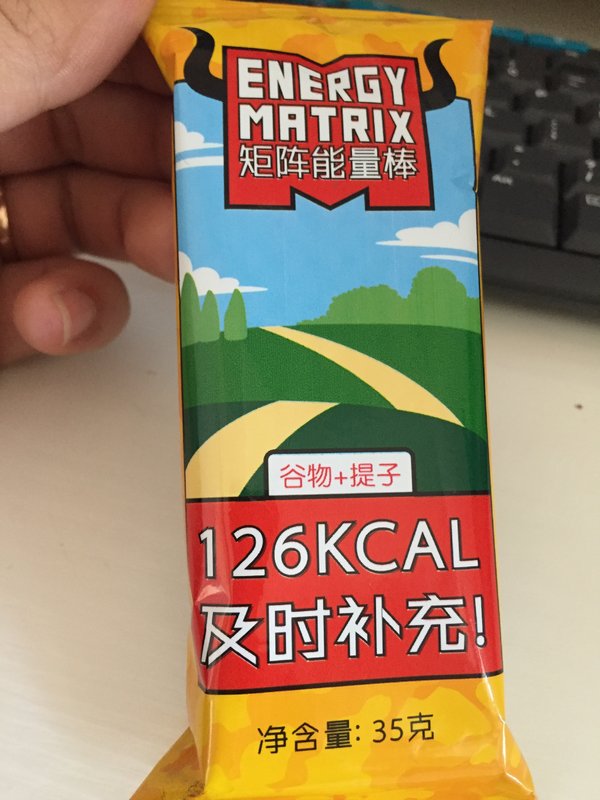 ENERGY
MATRIX
矩阵能量棒
谷物+提子
126KCAL
及时补充!
净含量: 35克